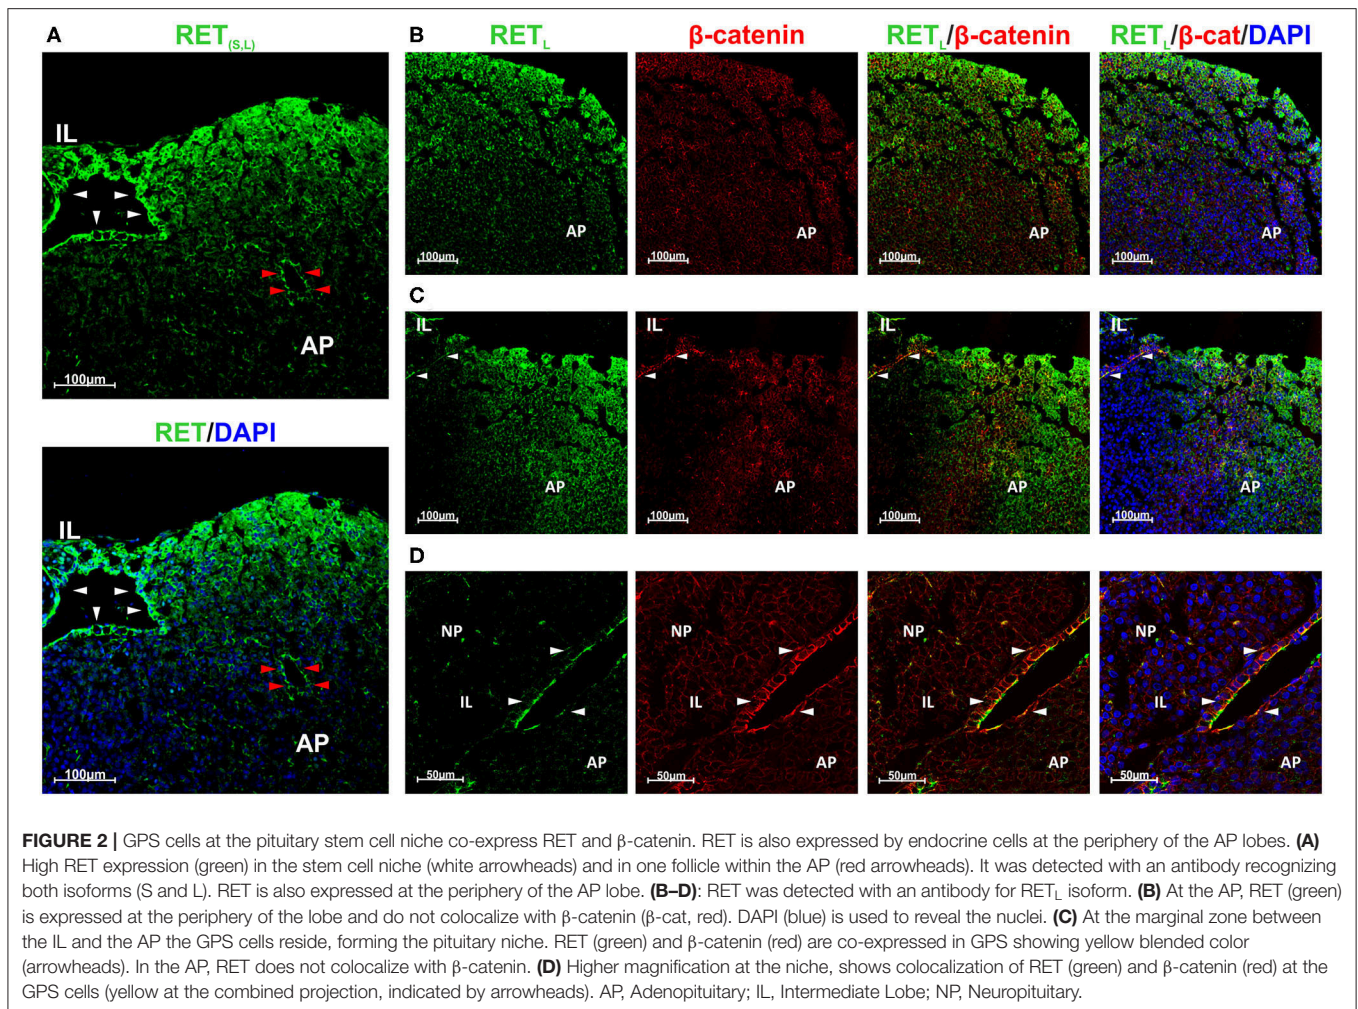 A
RET(S,L)
IL
AP
100μm
RET/DAPI
IL
AP
100μm
B
RETL
β-catenin
RETL/β-catenin
RETL/β-cat/DAPI
AP
100μm
AP
100μm
AP
100μm
AP
100μm
C
IL
AP
100μm
IL
AP
100μm
IL
AP
100μm
IL
AP
100μm
D
NP
IL
AP
50μm
NP
IL
AP
50μm
NP
IL
AP
50μm
NP
IL
AP
50μm
FIGURE 2 | GPS cells at the pituitary stem cell niche co-express RET and β-catenin. RET is also expressed by endocrine cells at the periphery of the AP lobes. (A)
High RET expression (green) in the stem cell niche (white arrowheads) and in one follicle within the AP (red arrowheads). It was detected with an antibody recognizing
both isoforms (S and L). RET is also expressed at the periphery of the AP lobe. (B–D): RET was detected with an antibody for RETL isoform. (B) At the AP, RET (green)
is expressed at the periphery of the lobe and do not colocalize with β-catenin (β-cat, red). DAPI (blue) is used to reveal the nuclei. (C) At the marginal zone between
the IL and the AP the GPS cells reside, forming the pituitary niche. RET (green) and β-catenin (red) are co-expressed in GPS showing yellow blended color
(arrowheads). In the AP, RET does not colocalize with β-catenin. (D) Higher magnification at the niche, shows colocalization of RET (green) and β-catenin (red) at the
GPS cells (yellow at the combined projection, indicated by arrowheads). AP, Adenopituitary; IL, Intermediate Lobe; NP, Neuropituitary.